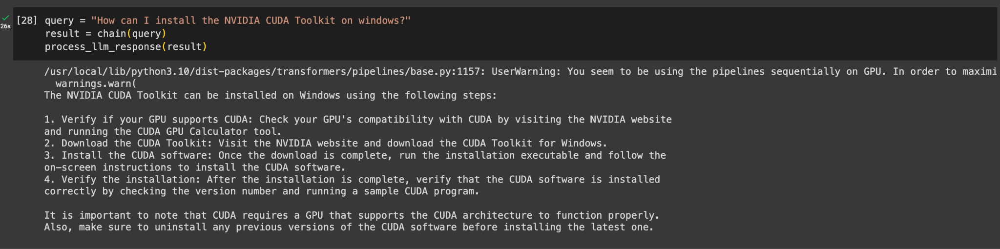 [28] query = "How can I install the NVIDIA CUDA Toolkit on windows?"
26s
result = chain(query)
process_llm_response(result)
/usr/local/lib/python3.10/dist-packages/transformers/pipelines/base.py:1157: UserWarning: You seem to be using the pipelines sequentially on GPU. In order to maximi
warnings.warn(
The NVIDIA CUDA Toolkit can be installed on Windows using the following steps:
1. Verify if your GPU supports CUDA: Check your GPU's compatibility with CUDA by visiting the NVIDIA website
and running the CUDA GPU Calculator tool.
2. Download the CUDA Toolkit: Visit the NVIDIA website and download the CUDA Toolkit for Windows.
3. Install the CUDA software: Once the download is complete, run the installation executable and follow the
on-screen instructions to install the CUDA software.
4. Verify the installation: After the installation is complete, verify that the CUDA software is installed
correctly by checking the version number and running a sample CUDA program.
It is important to note that CUDA requires a GPU that supports the CUDA architecture to function properly.
Also, make sure to uninstall any previous versions of the CUDA software before installing the latest one.